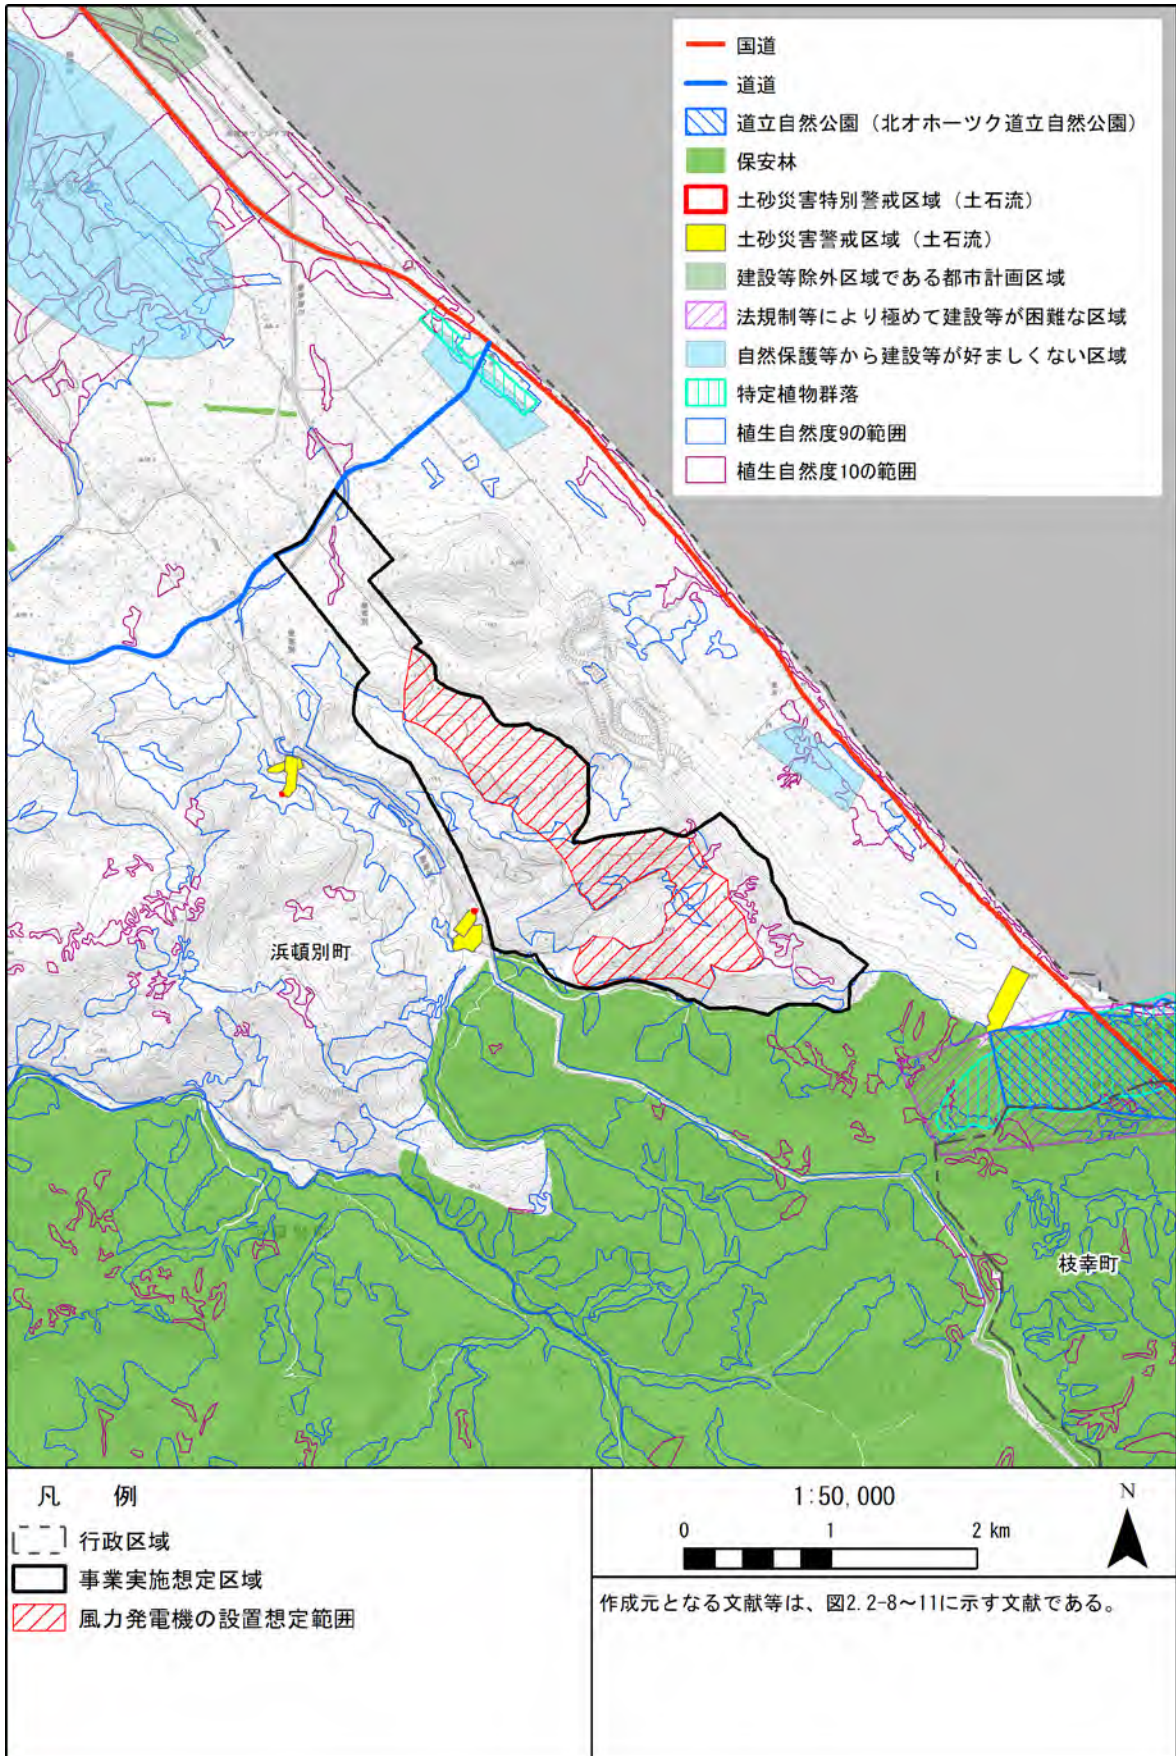 国道
道道
道立自然公園（北オホーツク道立自然公園）
保安林
土砂災害特別警戒区域（土石流）
土砂災害警戒区域（土石流）
建設等除外区域である都市計画区域
法規制等により極めて建設等が困難な区域
自然保護等から建設等が好ましくない区域
特定植物群落
植生自然度9の範囲
植生自然度10の範囲
浜頓別町
枝幸町
凡　例
行政区域
事業実施想定区域
風力発電機の設置想定範囲
1:50,000
N
0 1 2 km
作成元となる文献等は、図2.2-8～11に示す文献である。